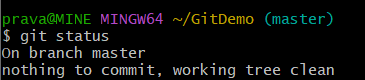 prava@MINE MINGW64 ~/GitDemo (master)
$ git status
On branch master
nothing to commit, working tree clean